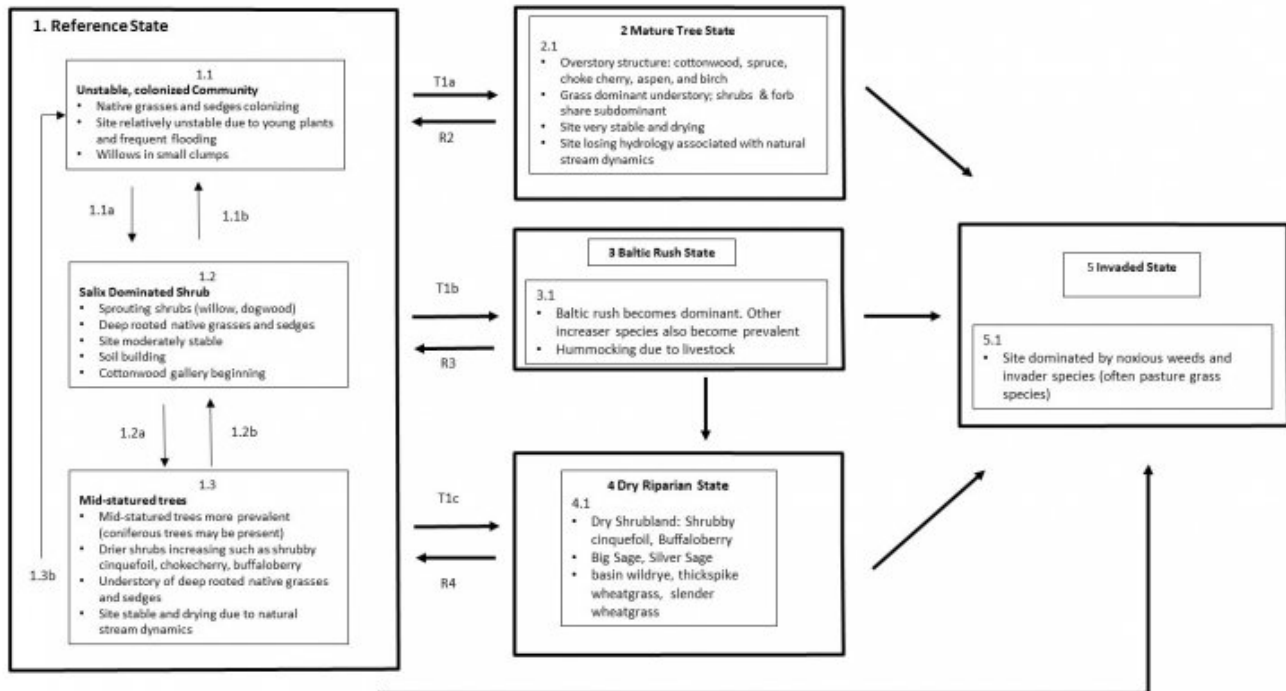 1. Reference State
1.1
Unstable, colonized Community
• Native grasses and sedges colonizing
• Site relatively unstable due to young plants
and frequent flooding
• Willows in small clumps
1.1a
1.1b
1.2
Salix Dominated Shrub
• Sprouting shrubs (willow, dogwood)
• Deep rooted native grasses and sedges
• Site moderately stable
• Soil building
• Cottonwood gallery beginning
1.2a
1.2b
1.3
Mid-statured trees
• Mid-statured trees more prevalent
(coniferous trees may be present)
• Drier shrubs increasing such as shrubby
cinquefoil, chokecherry, buffaloberry
• Understory of deep rooted native grasses
and sedges
• Site stable and drying due to natural
stream dynamics
1.3b
T1a
R2
T1b
R3
T1c
R4
2 Mature Tree State
2.1
• Overstory structure: cottonwood, spruce,
choke cherry, aspen, and birch
• Grass dominant understory; shrubs & forb
share subdominant
• Site very stable and drying
• Site losing hydrology associated with natural
stream dynamics
3 Baltic Rush State
3.1
• Baltic rush becomes dominant. Other
increaser species also become prevalent
• Hummocking due to livestock
4 Dry Riparian State
4.1
• Dry Shrubland: Shrubby
cinquefoil, Buffaloberry
• Big Sage, Silver Sage
• basin wildrye, thickspike
wheatgrass, slender
wheatgrass
5 Invaded State
5.1
• Site dominated by noxious weeds and
invader species (often pasture grass
species)